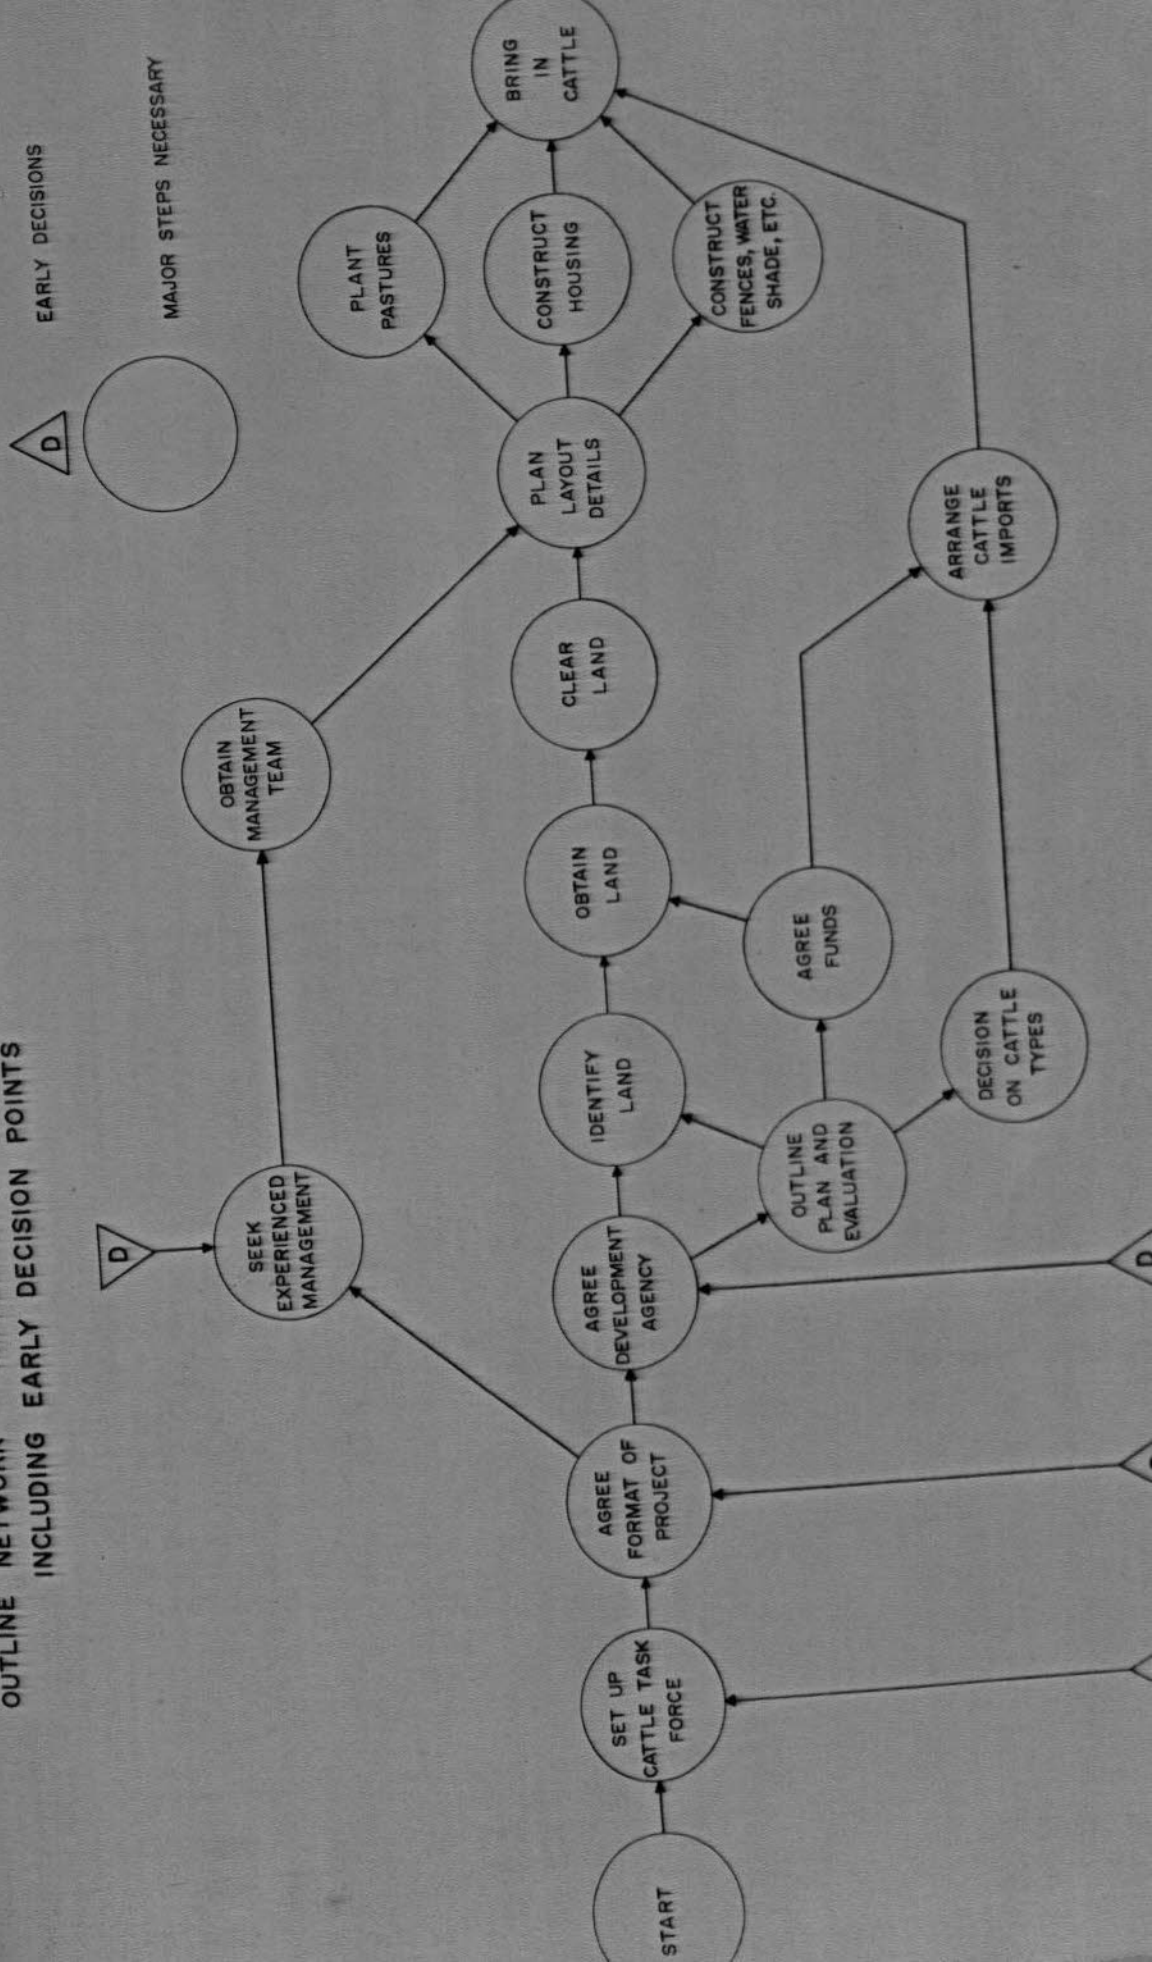 OUTLINE NETWORK
INCLUDING EARLY DECISION POINTS
D
EARLY DECISIONS
MAJOR STEPS NECESSARY
D
SEEK
EXPERIENCED
MANAGEMENT
OBTAIN
MANAGEMENT
TEAM
START
SET UP
CATTLE TASK
FORCE
AGREE
FORMAT OF
PROJECT
AGREE
DEVELOPMENT
AGENCY
IDENTIFY
LAND
OBTAIN
LAND
CLEAR
LAND
PLAN
LAYOUT
DETAILS
PLANT
PASTURES
CONSTRUCT
HOUSING
CONSTRUCT
FENCES, WATER
SHADE, ETC.
BRING
IN
CATTLE
OUTLINE
PLAN AND
EVALUATION
AGREE
FUNDS
DECISION
ON CATTLE
TYPES
ARRANGE
CATTLE
IMPORTS
D